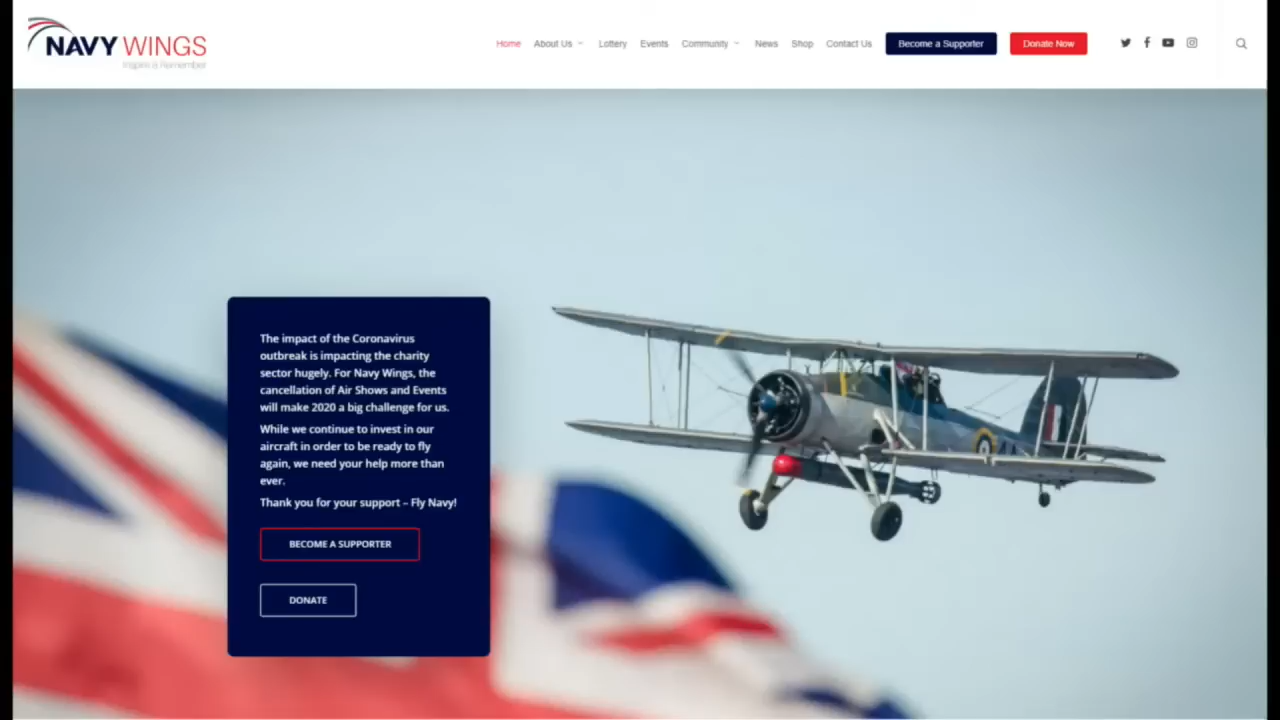 NAVY WINGS
Inspire & Remember
Home About Us Lottery Events Community News Shop Contact Us Become a Supporter Donate Now
The impact of the Coronavirus
outbreak is impacting the charity
sector hugely. For Navy Wings, the
cancellation of Air Shows and Events
will make 2020 a big challenge for us.
While we continue to invest in our
aircraft in order to be ready to fly
again, we need your help more than
ever.
Thank you for your support – Fly Navy!
BECOME A SUPPORTER
DONATE